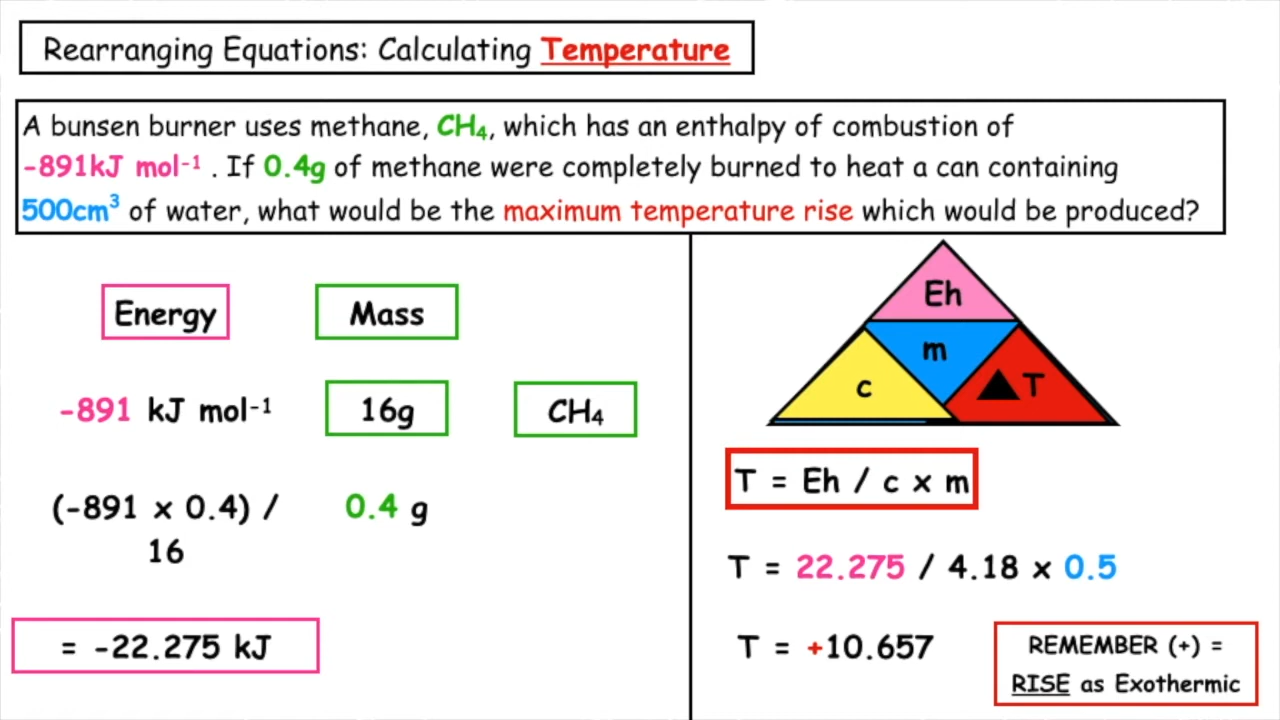 Rearranging Equations: Calculating Temperature
A bunsen burner uses methane, CH₄, which has an enthalpy of combustion of
-891kJ mol⁻¹ . If 0.4g of methane were completely burned to heat a can containing
500cm³ of water, what would be the maximum temperature rise which would be produced?
Energy
Mass
-891 kJ mol⁻¹
16g
CH₄
(-891 x 0.4) /
16
0.4 g
= -22.275 kJ
Eh
m
c
▲T
T = Eh / c x m
T = 22.275 / 4.18 x 0.5
T = +10.657
REMEMBER (+) =
RISE as Exothermic